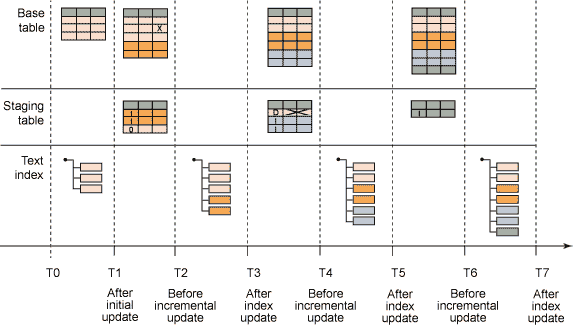 Base
table
X
Staging
table
I
I
D
D
I
I
I
Text
index
T0 T1 T2 T3 T4 T5 T6 T7
After Before After Before After Before After
initial incremental index incremental index incremental index
update update update update update update update